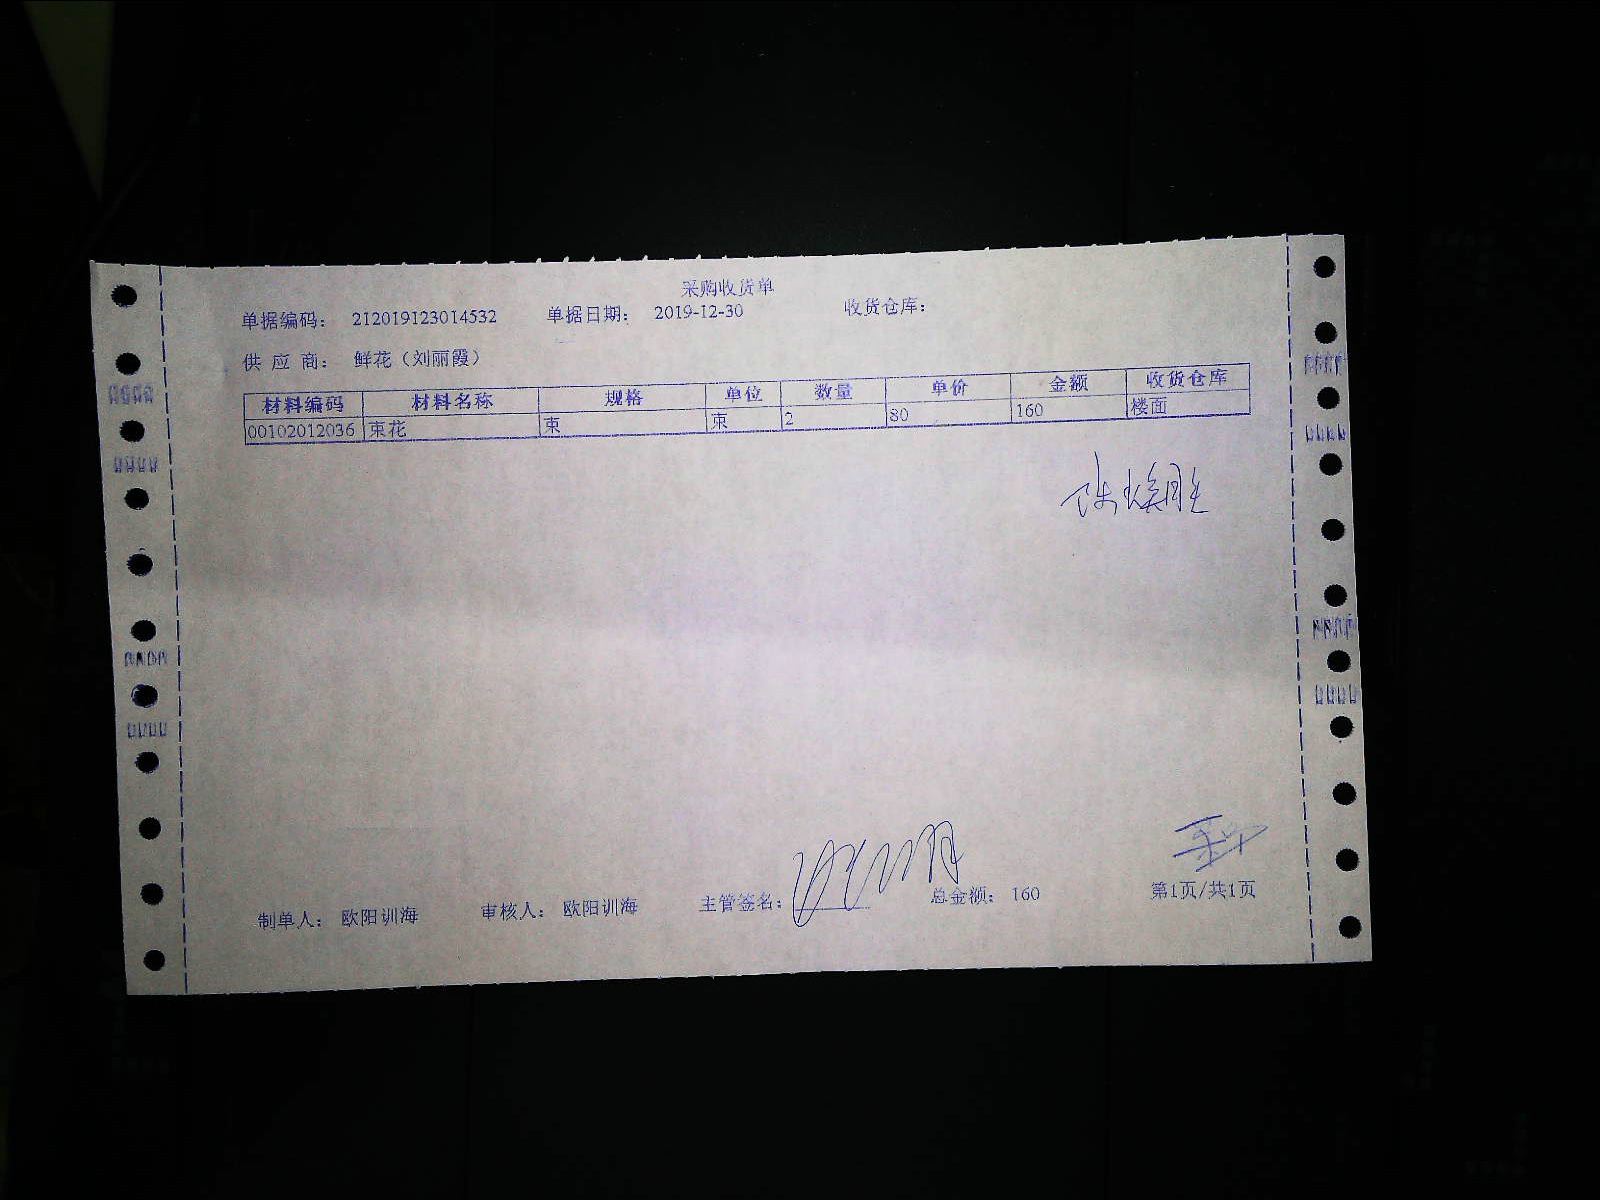 采购收货单
单据编码： 212019123014532 单据日期： 2019-12-30 收货仓库：
供 应 商： 鲜花（刘丽霞）
材料编码 材料名称 规格 单位 数量 单价 金额 收货仓库
00102012036 束花 束 束 2 80 160 楼面
制单人： 欧阳训海 审核人： 欧阳训海 主管签名： 总金额： 160 第1页/共1页